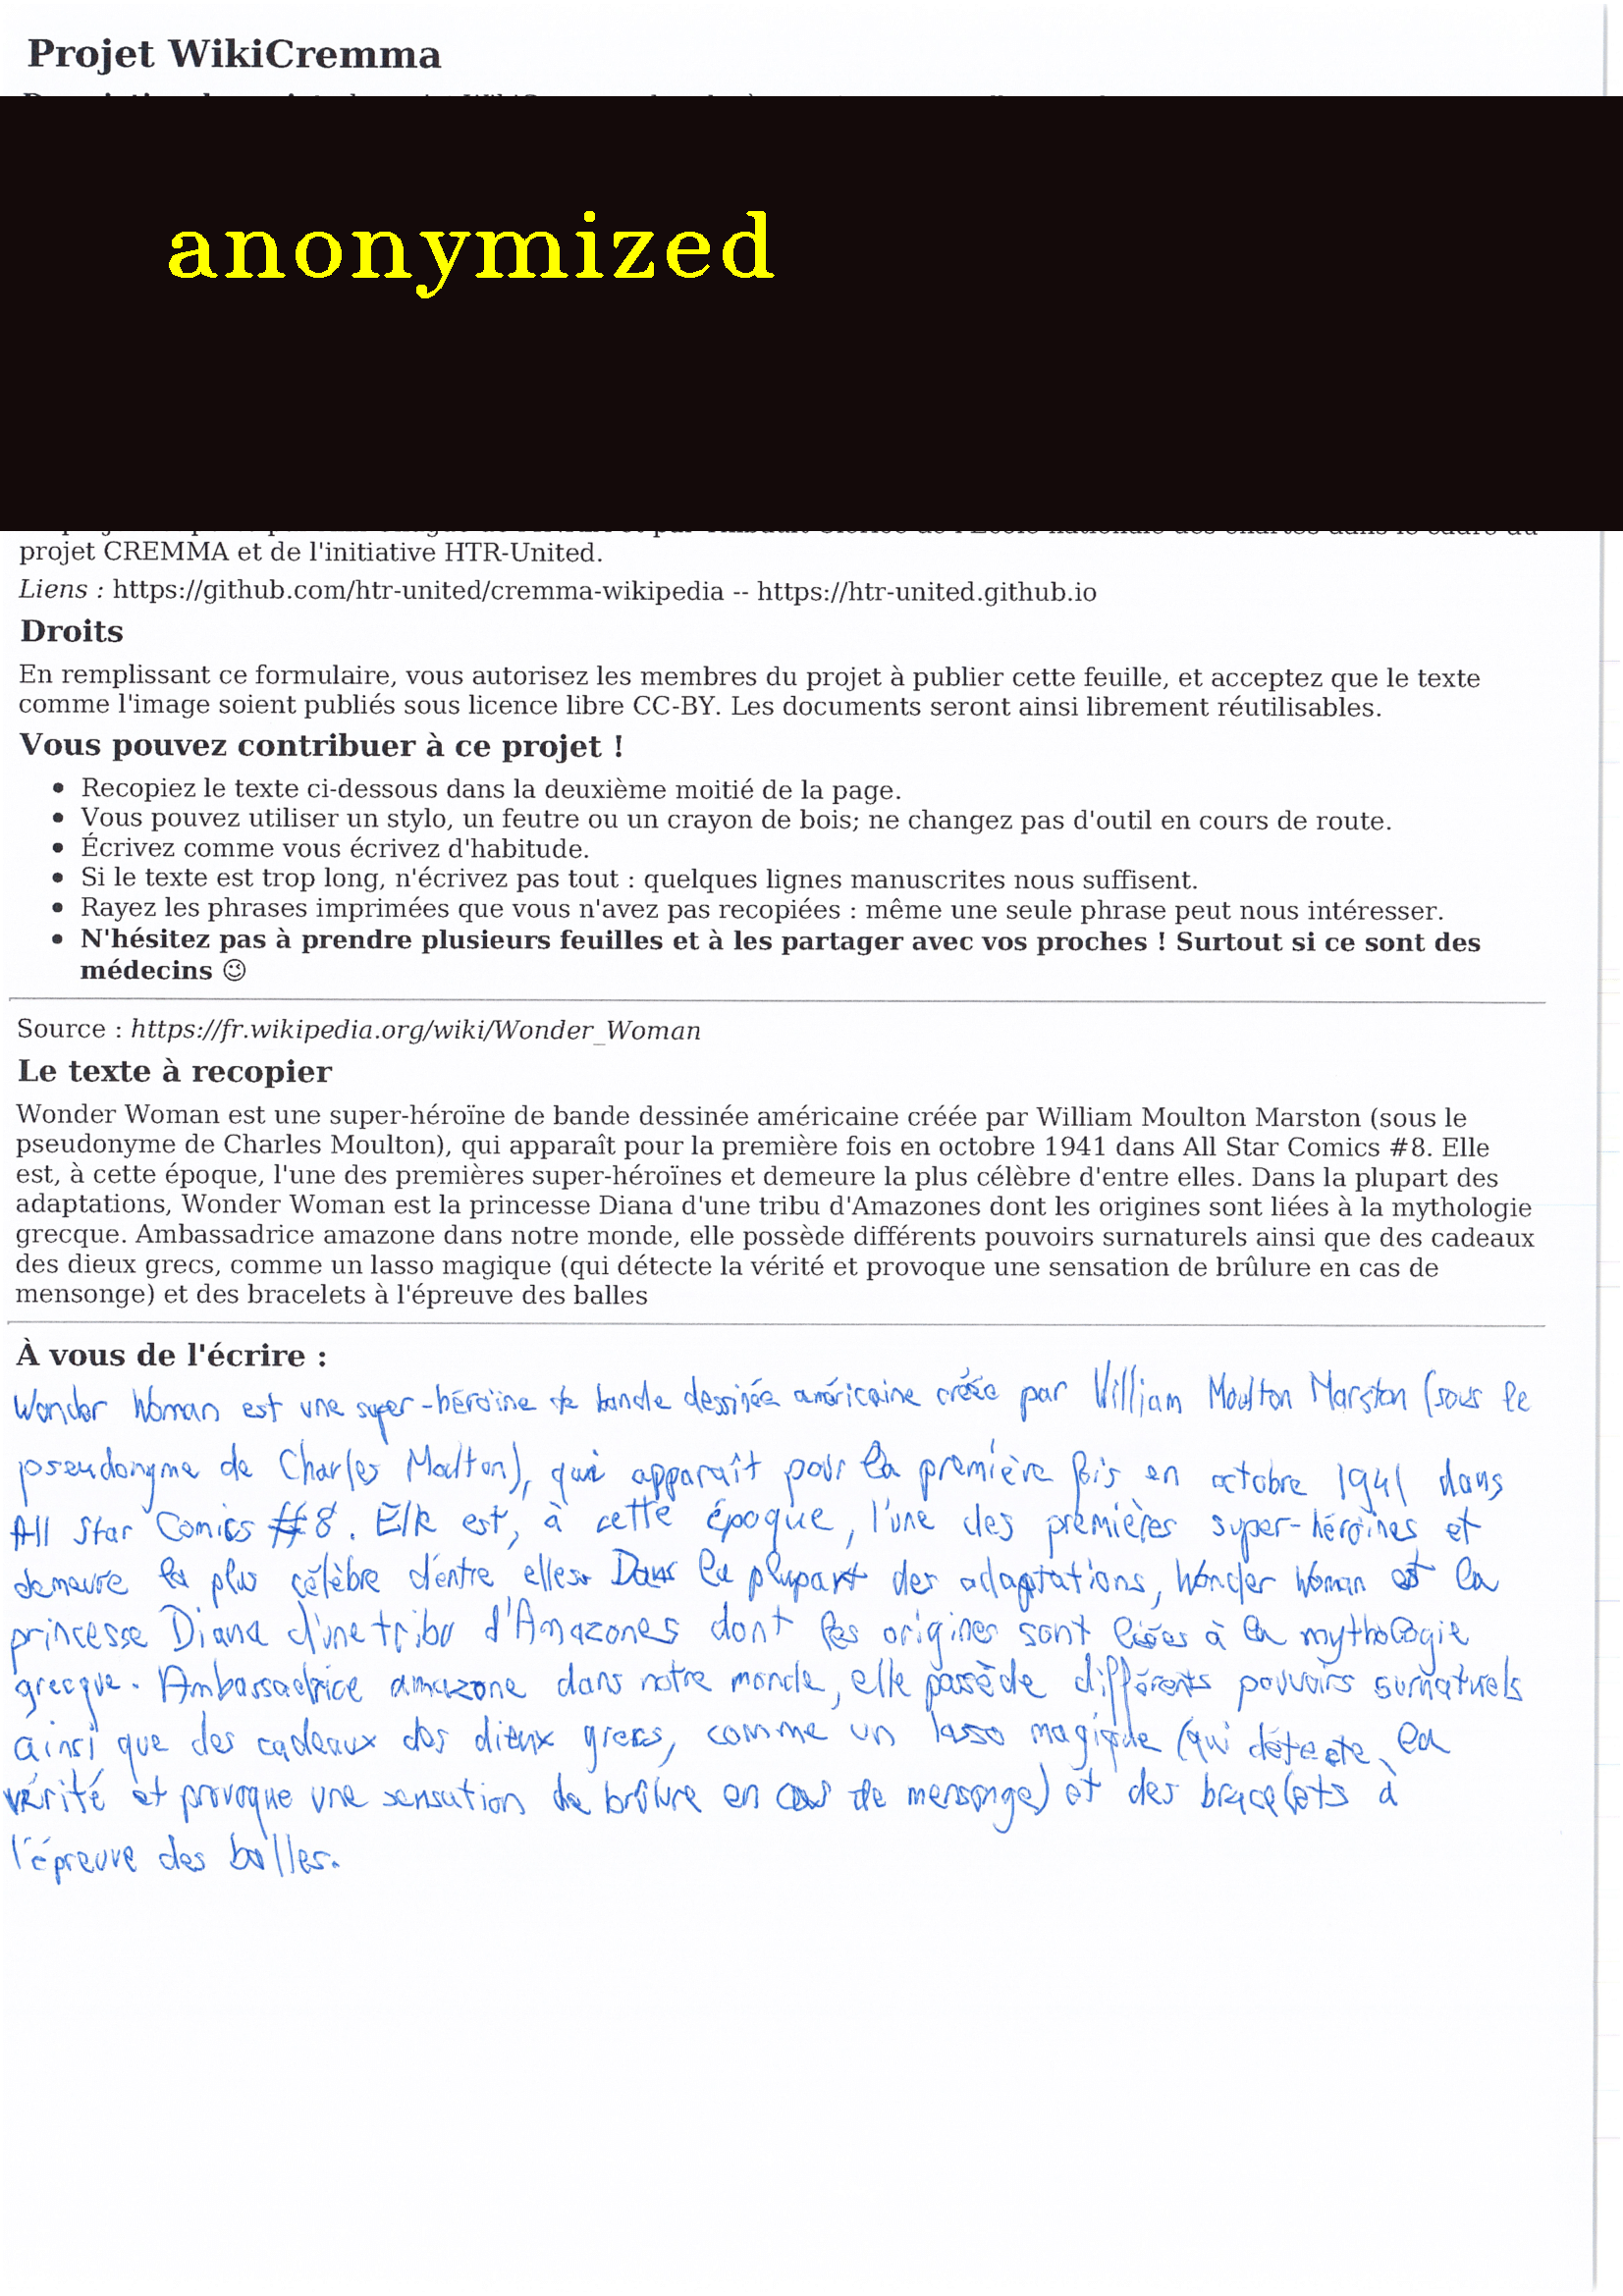 Projet WikiCremma
anonymized
projet CREMMA et de l'initiative HTR-United.
Liens : https://github.com/htr-united/cremma-wikipedia -- https://htr-united.github.io
Droits
En remplissant ce formulaire, vous autorisez les membres du projet à publier cette feuille, et acceptez que le texte
comme l'image soient publiés sous licence libre CC-BY. Les documents seront ainsi librement réutilisables.
Vous pouvez contribuer à ce projet !
• Recopiez le texte ci-dessous dans la deuxième moitié de la page.
• Vous pouvez utiliser un stylo, un feutre ou un crayon de bois; ne changez pas d'outil en cours de route.
• Écrivez comme vous écrivez d'habitude.
• Si le texte est trop long, n'écrivez pas tout : quelques lignes manuscrites nous suffisent.
• Rayez les phrases imprimées que vous n'avez pas recopiées : même une seule phrase peut nous intéresser.
• N'hésitez pas à prendre plusieurs feuilles et à les partager avec vos proches ! Surtout si ce sont des
médecins 😉
Source : https://fr.wikipedia.org/wiki/Wonder_Woman
Le texte à recopier
Wonder Woman est une super-héroïne de bande dessinée américaine créée par William Moulton Marston (sous le
pseudonyme de Charles Moulton), qui apparaît pour la première fois en octobre 1941 dans All Star Comics #8. Elle
est, à cette époque, l'une des premières super-héroïnes et demeure la plus célèbre d'entre elles. Dans la plupart des
adaptations, Wonder Woman est la princesse Diana d'une tribu d'Amazones dont les origines sont liées à la mythologie
grecque. Ambassadrice amazone dans notre monde, elle possède différents pouvoirs surnaturels ainsi que des cadeaux
des dieux grecs, comme un lasso magique (qui détecte la vérité et provoque une sensation de brûlure en cas de
mensonge) et des bracelets à l'épreuve des balles
À vous de l'écrire :
Wonder Woman est une super-héroïne de bande dessinée américaine créée par William Moulton Marston (sous le
pseudonyme de Charles Moulton), qui apparaît pour la première fois en octobre 1941 dans
All Star Comics #8. Elle est, à cette époque, l'une des premières super-héroïnes et
demeure la plus célèbre d'entre elles. Dans la plupart des adaptations, Wonder Woman est la
princesse Diana d'une tribu d'Amazones dont les origines sont liées à la mythologie
grecque. Ambassadrice amazone dans notre monde, elle possède différents pouvoirs surnaturels
ainsi que des cadeaux des dieux grecs, comme un lasso magique (qui détecte la
vérité et provoque une sensation de brûlure en cas de mensonge) et des bracelets à
l'épreuve des balles.